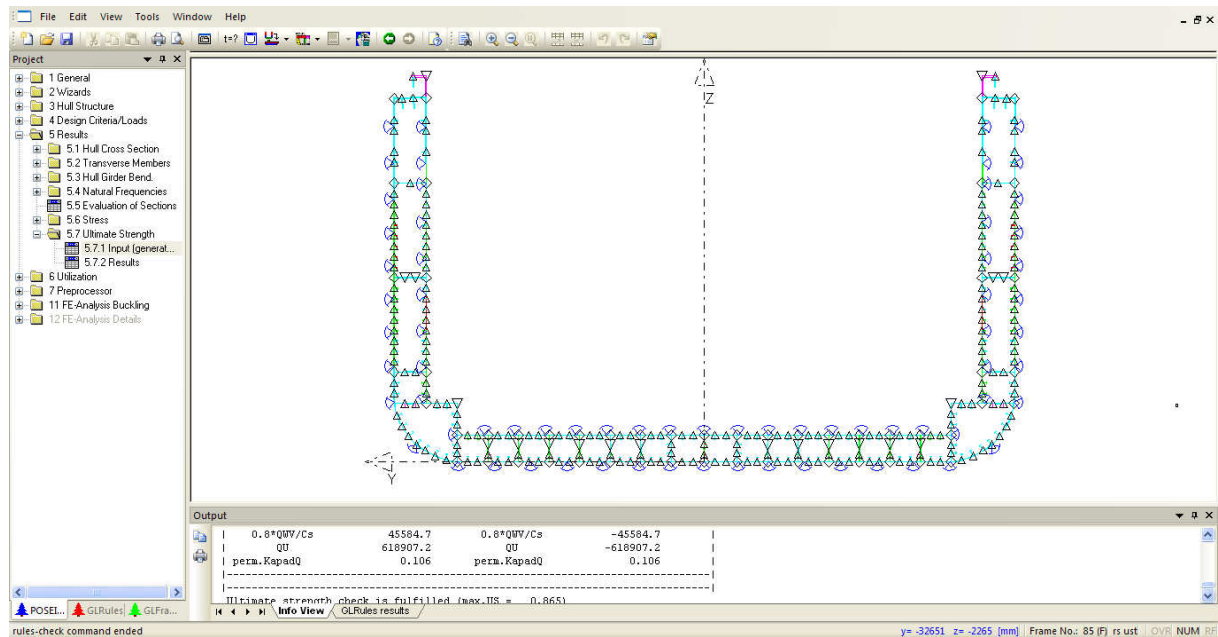 File Edit View Tools Window Help
t=?
Project
1 General
2 Wizards
3 Hull Structure
4 Design Criteria/Loads
5 Results
5.1 Hull Cross Section
5.2 Transverse Members
5.3 Hull Girder Bend.
5.4 Natural Frequencies
5.5 Evaluation of Sections
5.6 Stress
5.7 Ultimate Strength
5.7.1 Input (generat...
5.7.2 Results
6 Utilization
7 Preprocessor
11 FE-Analysis Buckling
12 FE-Analysis Details
POSEI... GLRules GLFra...
Z
Y
Output
| 0.8*QWV/Cs 45584.7 0.8*QWV/Cs -45584.7 |
| QU 618907.2 QU -618907.2 |
| perm.KapadQ 0.106 perm.KapadQ 0.106 |
|-----------------------------------------------------------------|
|-----------------------------------------------------------------|
Ultimate strength check is fulfilled (max.US = 0.865)
Info View GLRules results
rules-check command ended
y= -32651 z= -2265 [mm] Frame No.: 85 (F) rs ust OVR NUM RF